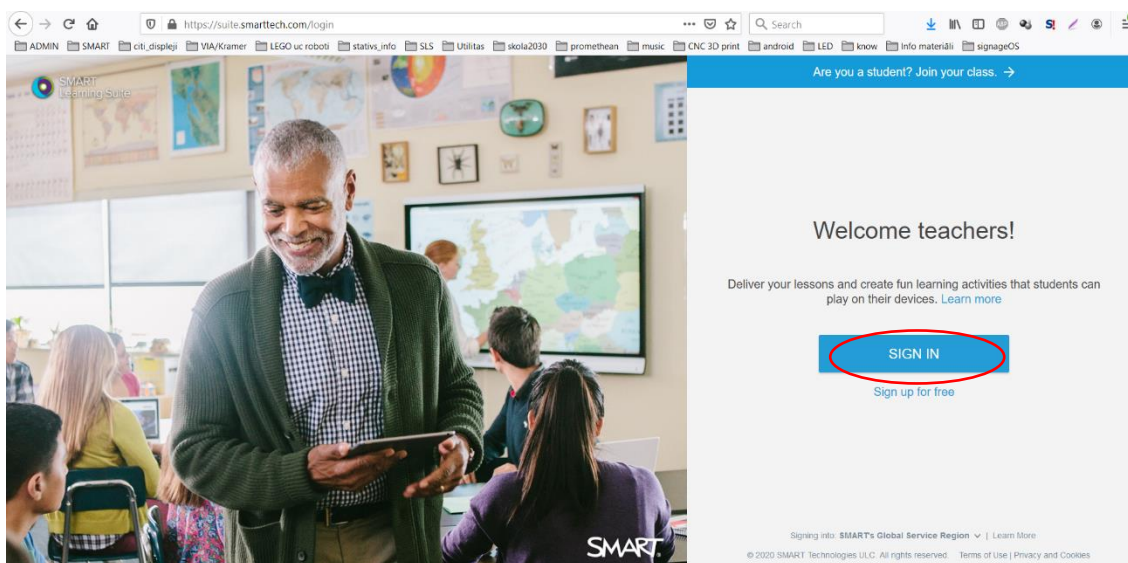 https://suite.smarttech.com/login
Search
ADMIN SMART citi_displeji VIA/Kramer LEGO uc roboti stativs_info SLS Utilitas skola2030 promethean music CNC 3D print android LED know Info materiāli signageOS
SMART
Learning Suite
Are you a student? Join your class. →
Welcome teachers!
Deliver your lessons and create fun learning activities that students can
play on their devices. Learn more
SIGN IN
Sign up for free
SMART
Signing into: SMART's Global Service Region | Learn More
© 2020 SMART Technologies ULC. All rights reserved. Terms of Use | Privacy and Cookies